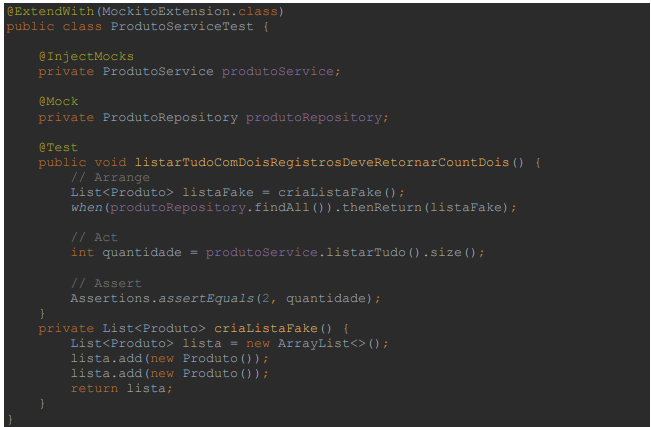 @ExtendWith(MockitoExtension.class)
public class ProdutoServiceTest {
@InjectMocks
private ProdutoService produtoService;
@Mock
private ProdutoRepository produtoRepository;
@Test
public void listarTudoComDoisRegistrosDeveRetornarCountDois() {
// Arrange
List<Produto> listaFake = criaListaFake();
when(produtoRepository.findAll()).thenReturn(listaFake);
// Act
int quantidade = produtoService.listarTudo().size();
// Assert
Assertions.assertEquals(2, quantidade);
}
private List<Produto> criaListaFake() {
List<Produto> lista = new ArrayList<>();
lista.add(new Produto());
lista.add(new Produto());
return lista;
}
}